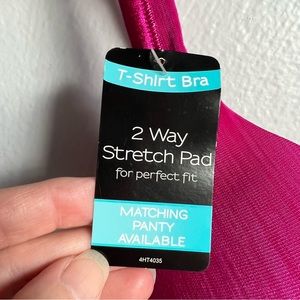 T-Shirt Bra
2 Way
Stretch Pad
for perfect fit
MATCHING
PANTY
AVAILABLE
4HT4035